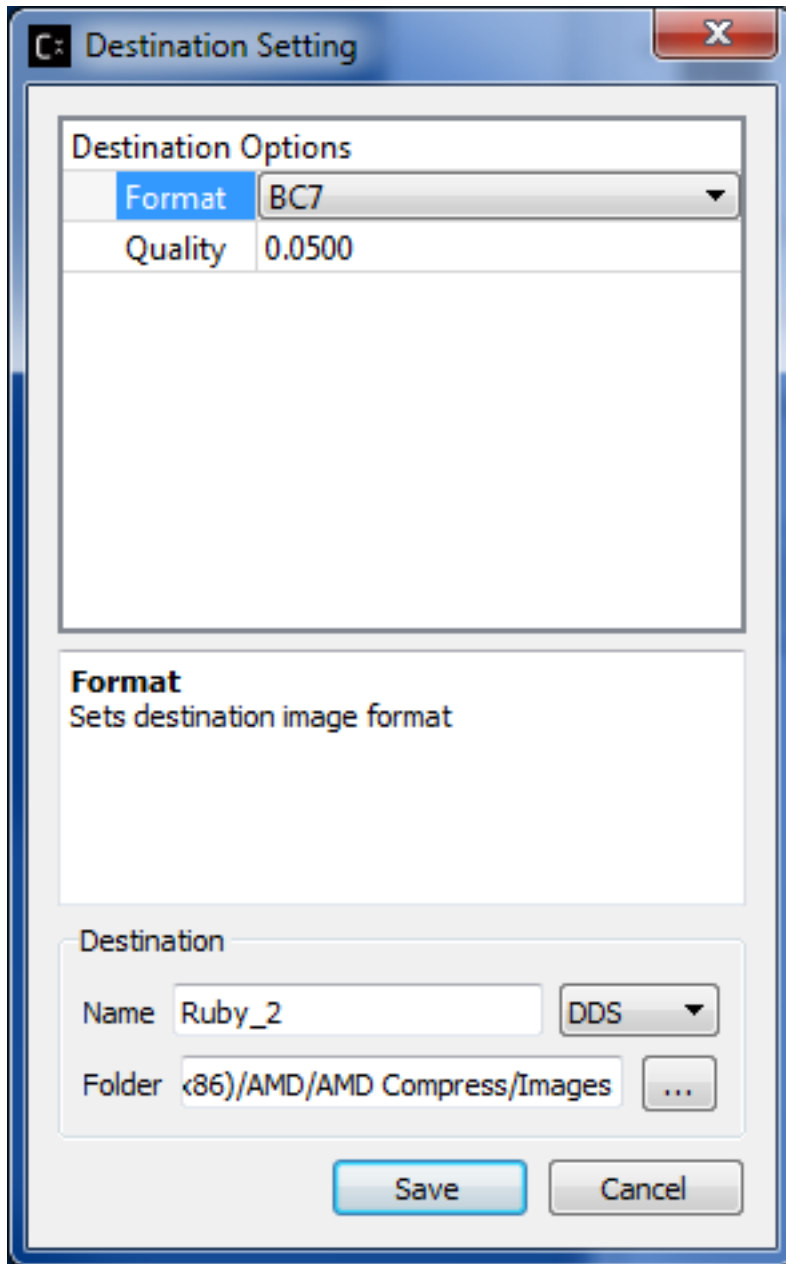 Destination Setting
Destination Options
Format BC7
Quality 0.0500
Format
Sets destination image format
Destination
Name Ruby_2 DDS
Folder x86)/AMD/AMD Compress/Images ...
Save Cancel